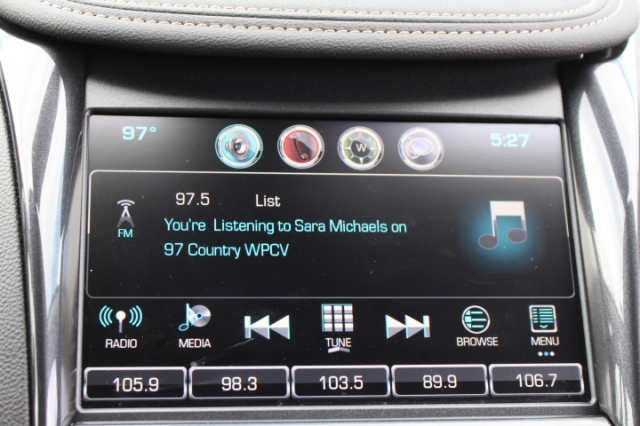 97° 5:27
W
97.5 List
FM
You're Listening to Sara Michaels on
97 Country WPCV
RADIO MEDIA TUNE BROWSE MENU
105.9 98.3 103.5 89.9 106.7